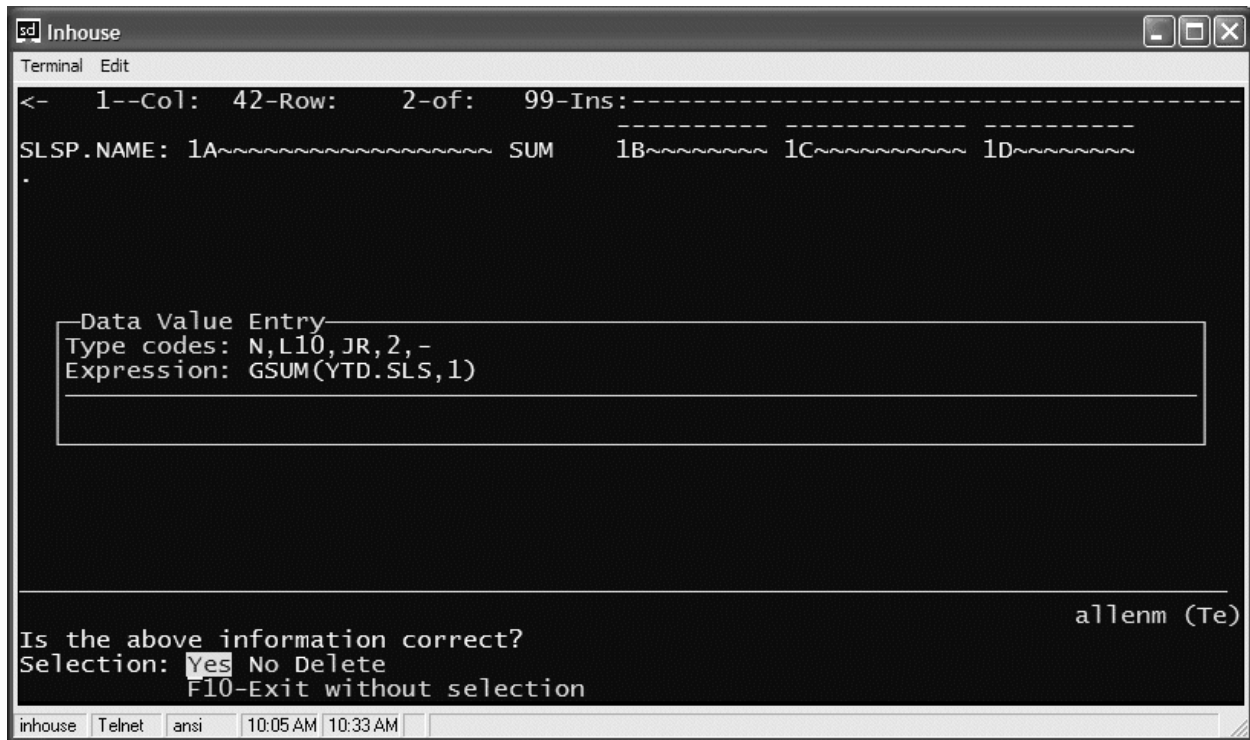 sd Inhouse
Terminal Edit
<- 1--Col: 42-Row: 2-of: 99-Ins:----------------------------------------
---------- ------------ ----------
SLSP.NAME: 1A~~~~~~~~~~~~~~~~~~ SUM 1B~~~~~~~~ 1C~~~~~~~~~~ 1D~~~~~~~~
.
Data Value Entry
Type codes: N,L10,JR,2,-
Expression: GSUM(YTD.SLS,1)
allenm (Te)
Is the above information correct?
Selection: Yes No Delete
F10-Exit without selection
inhouse Telnet ansi 10:05 AM 10:33 AM